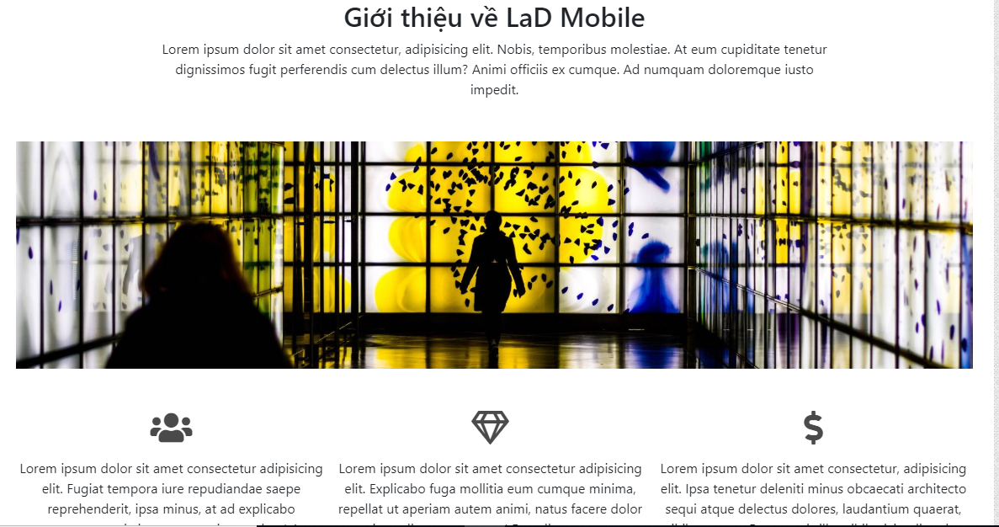 Giới thiệu về LaD Mobile
Lorem ipsum dolor sit amet consectetur, adipisicing elit. Nobis, temporibus molestiae. At eum cupiditate tenetur
dignissimos fugit perferendis cum delectus illum? Animi officiis ex cumque. Ad numquam doloremque iusto
impedit.
Lorem ipsum dolor sit amet consectetur adipisicing
elit. Fugiat tempora iure repudiandae saepe
reprehenderit, ipsa minus, at ad explicabo
Lorem ipsum dolor sit amet consectetur adipisicing
elit. Explicabo fuga mollitia eum cumque minima,
repellat ut aperiam autem animi, natus facere dolor
Lorem ipsum dolor sit amet consectetur, adipisicing
elit. Ipsa tenetur deleniti minus obcaecati architecto
sequi atque delectus dolores, laudantium quaerat,